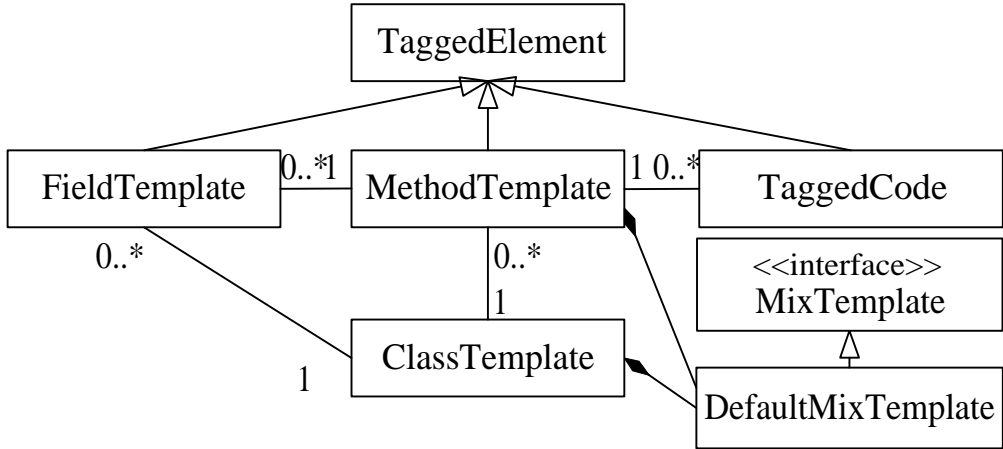 TaggedElement
0..*1
1 0..*
FieldTemplate
MethodTemplate
TaggedCode
0..*
0..*
<<interface>>
MixTemplate
1
ClassTemplate
1
DefaultMixTemplate